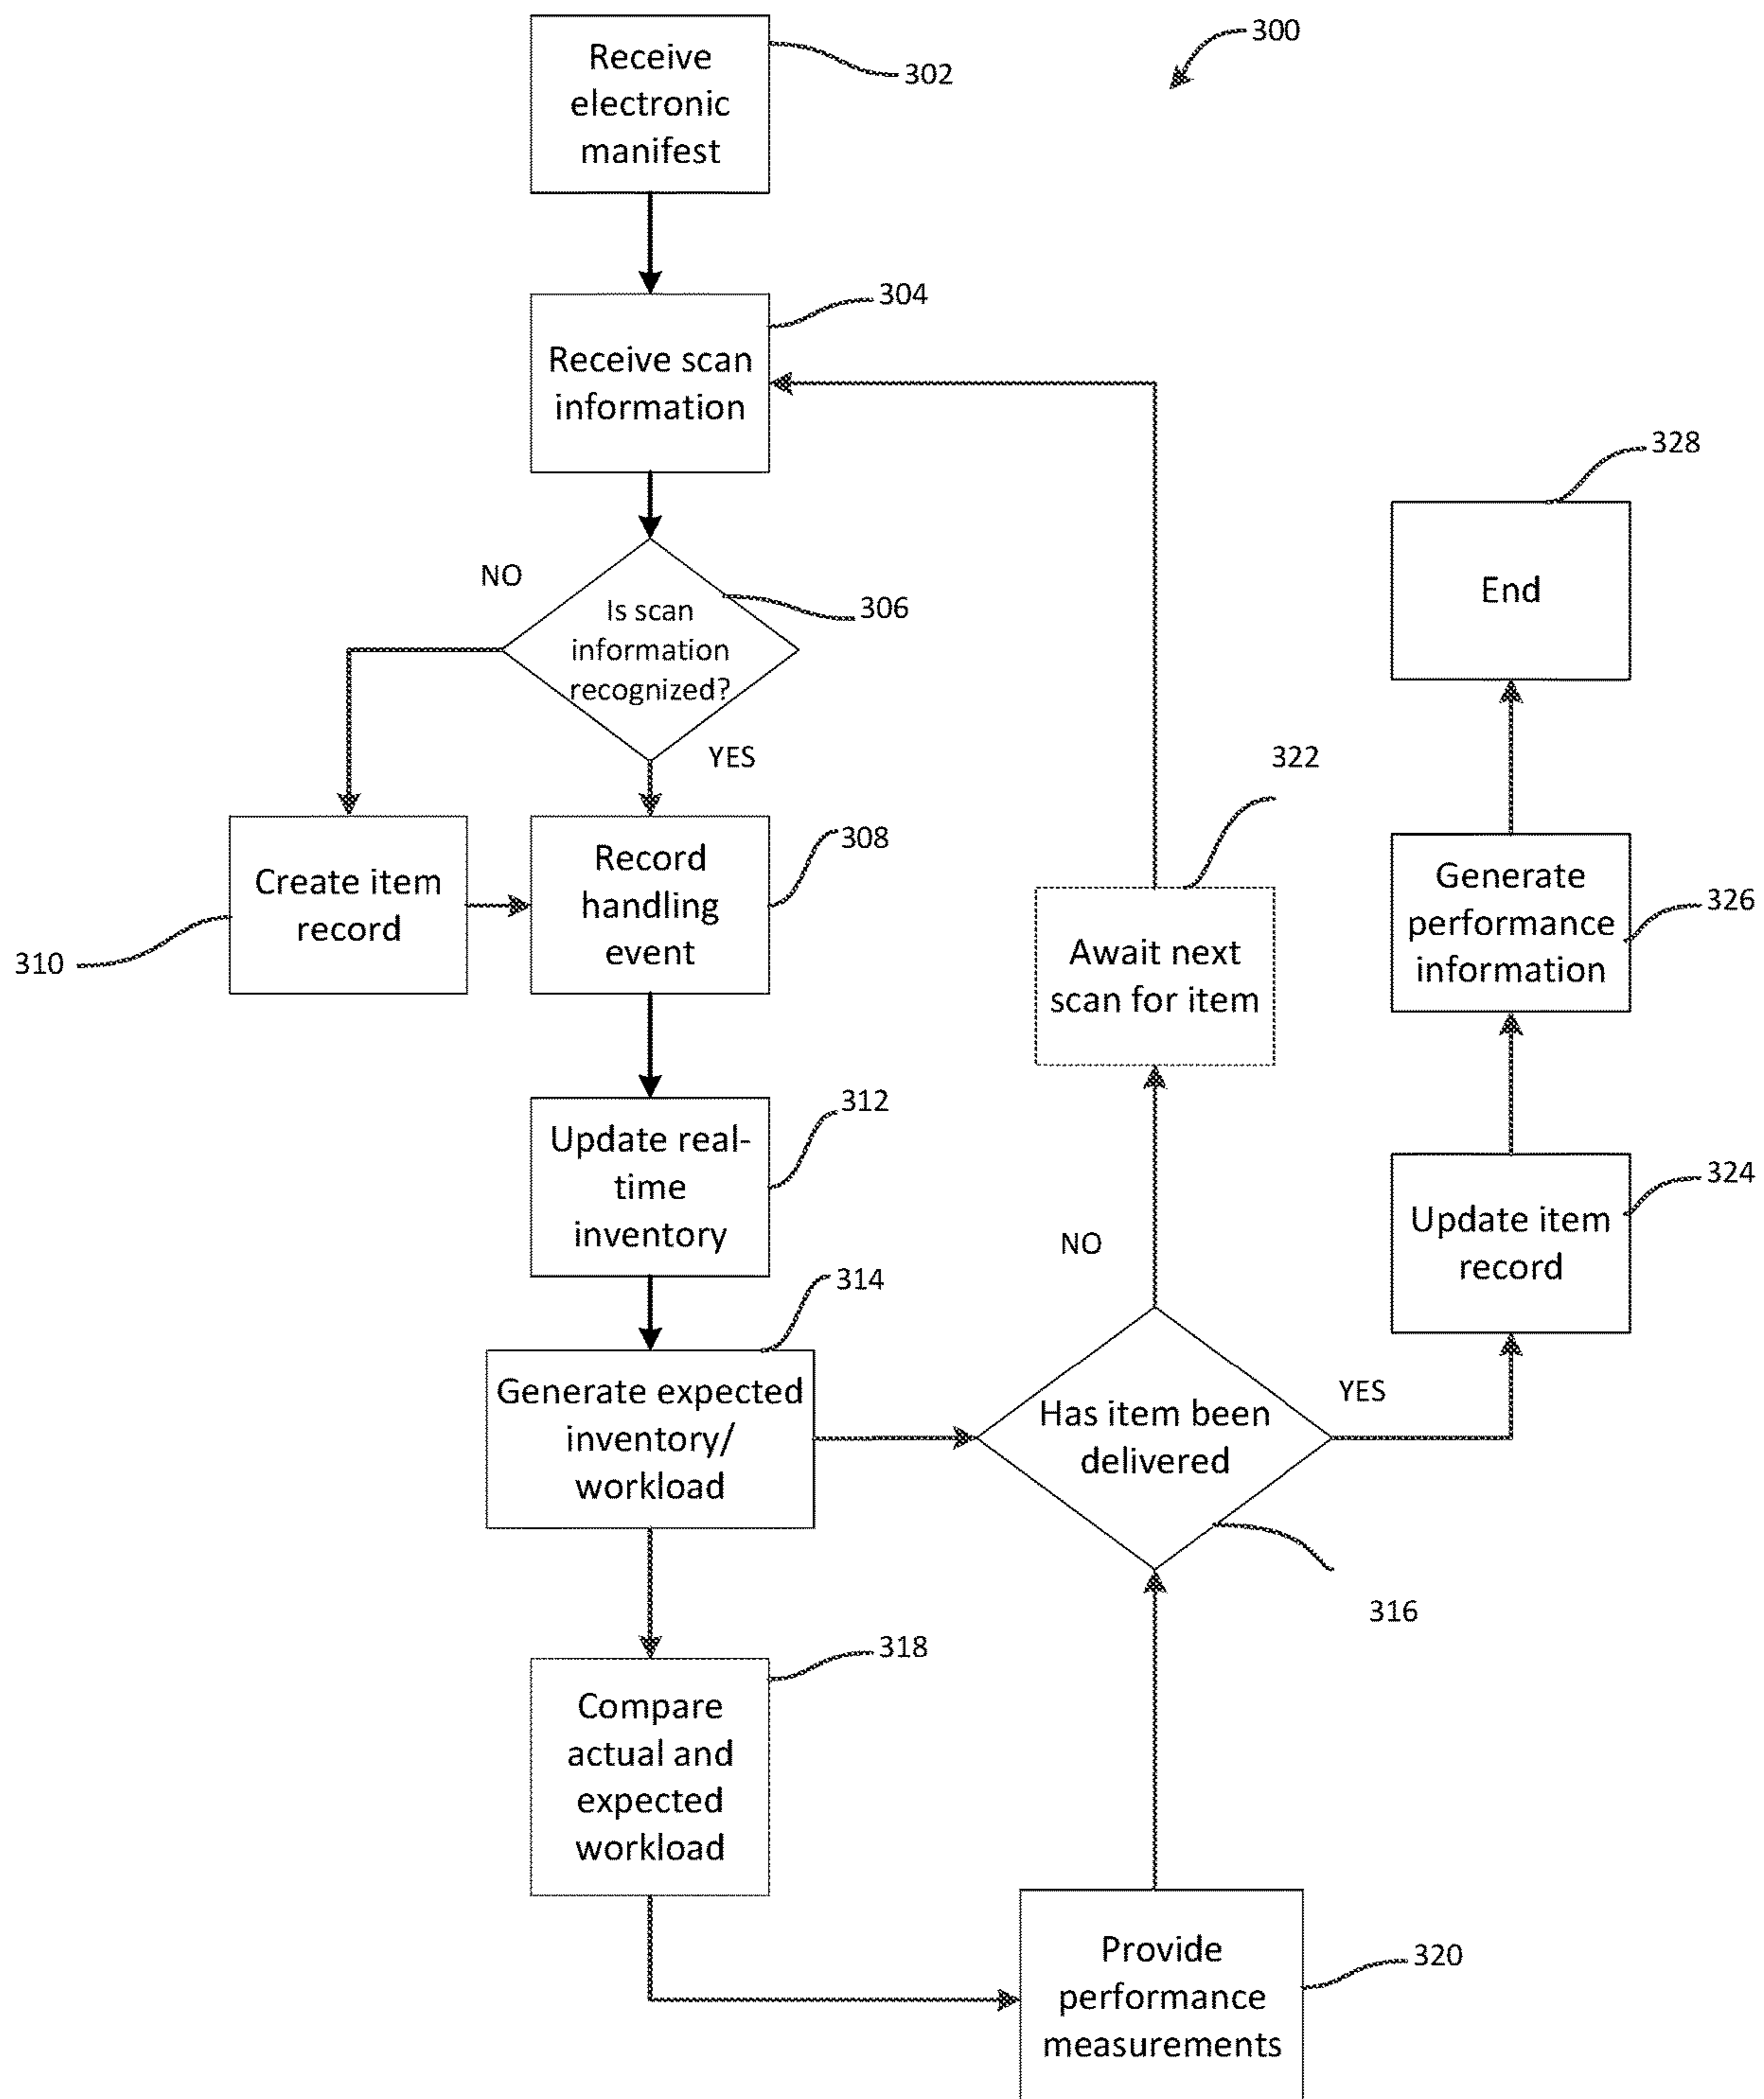 300
Receive
electronic
manifest
302
304
Receive scan
information
NO
Is scan
information
recognized?
306
YES
Create item
record
310
Record
handling
event
308
Update real-
time
inventory
312
314
Generate expected
inventory/
workload
Has item been
delivered
316
NO
YES
318
Compare
actual and
expected
workload
Provide
performance
measurements
320
322
Await next
scan for item
Update item
record
324
Generate
performance
information
326
328
End